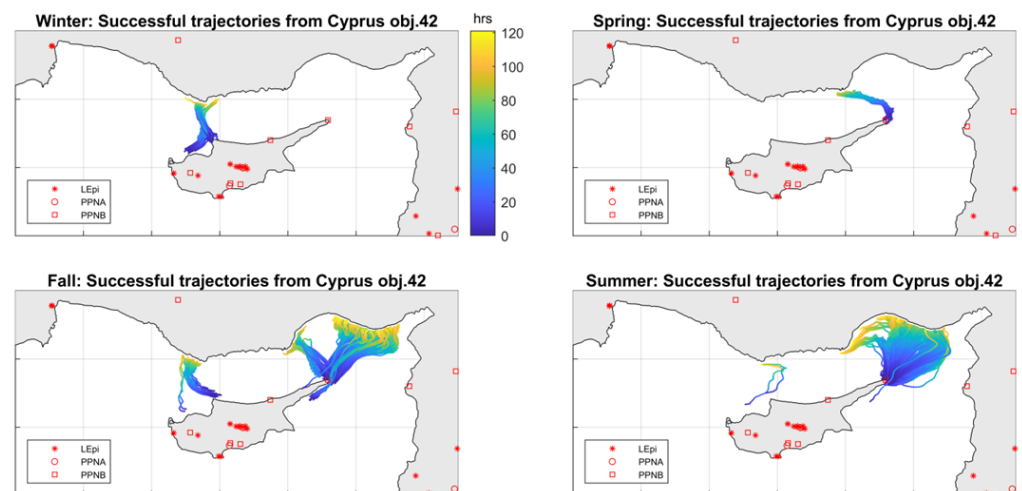 Winter: Successful trajectories from Cyprus obj.42
hrs
Spring: Successful trajectories from Cyprus obj.42
120
100
80
60
40
20
0
LEpi
PPNA
PPNB
LEpi
PPNA
PPNB
Fall: Successful trajectories from Cyprus obj.42
Summer: Successful trajectories from Cyprus obj.42
LEpi
PPNA
PPNB
LEpi
PPNA
PPNB